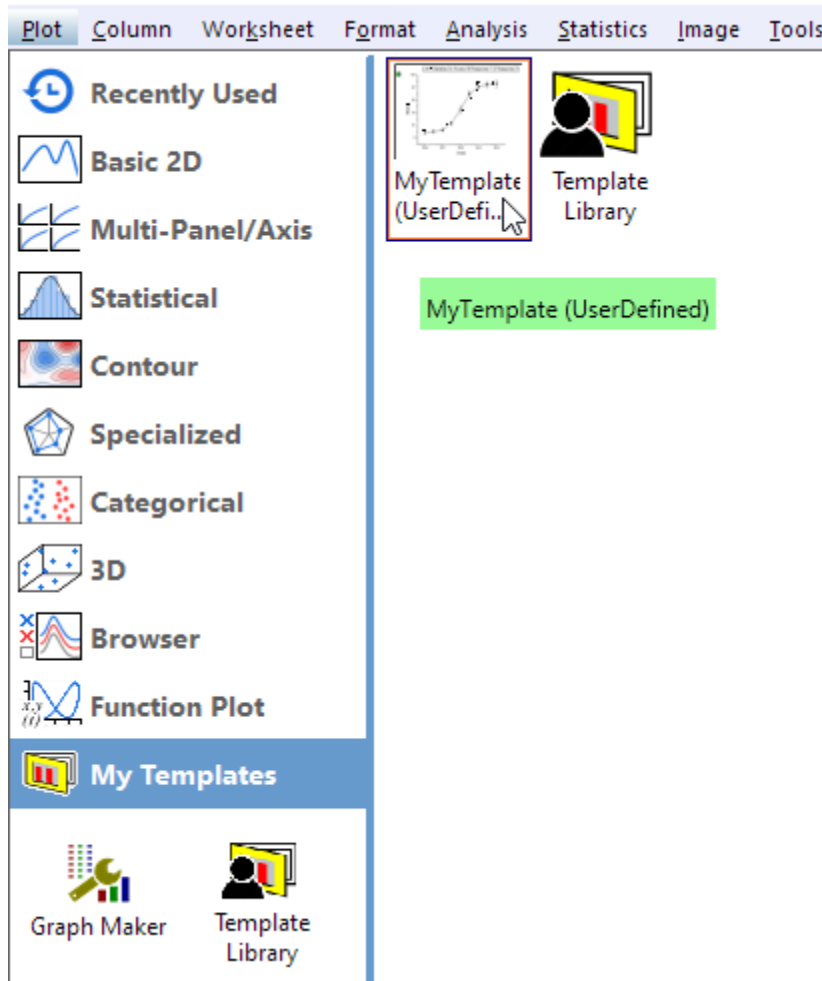 Plot Column Worksheet Format Analysis Statistics Image Tools
Recently Used
Basic 2D
Multi-Panel/Axis
Statistical
Contour
Specialized
Categorical
3D
Browser
Function Plot
My Templates
Graph Maker
Template
Library
MyTemplate
(UserDefi...
Template
Library
MyTemplate (UserDefined)